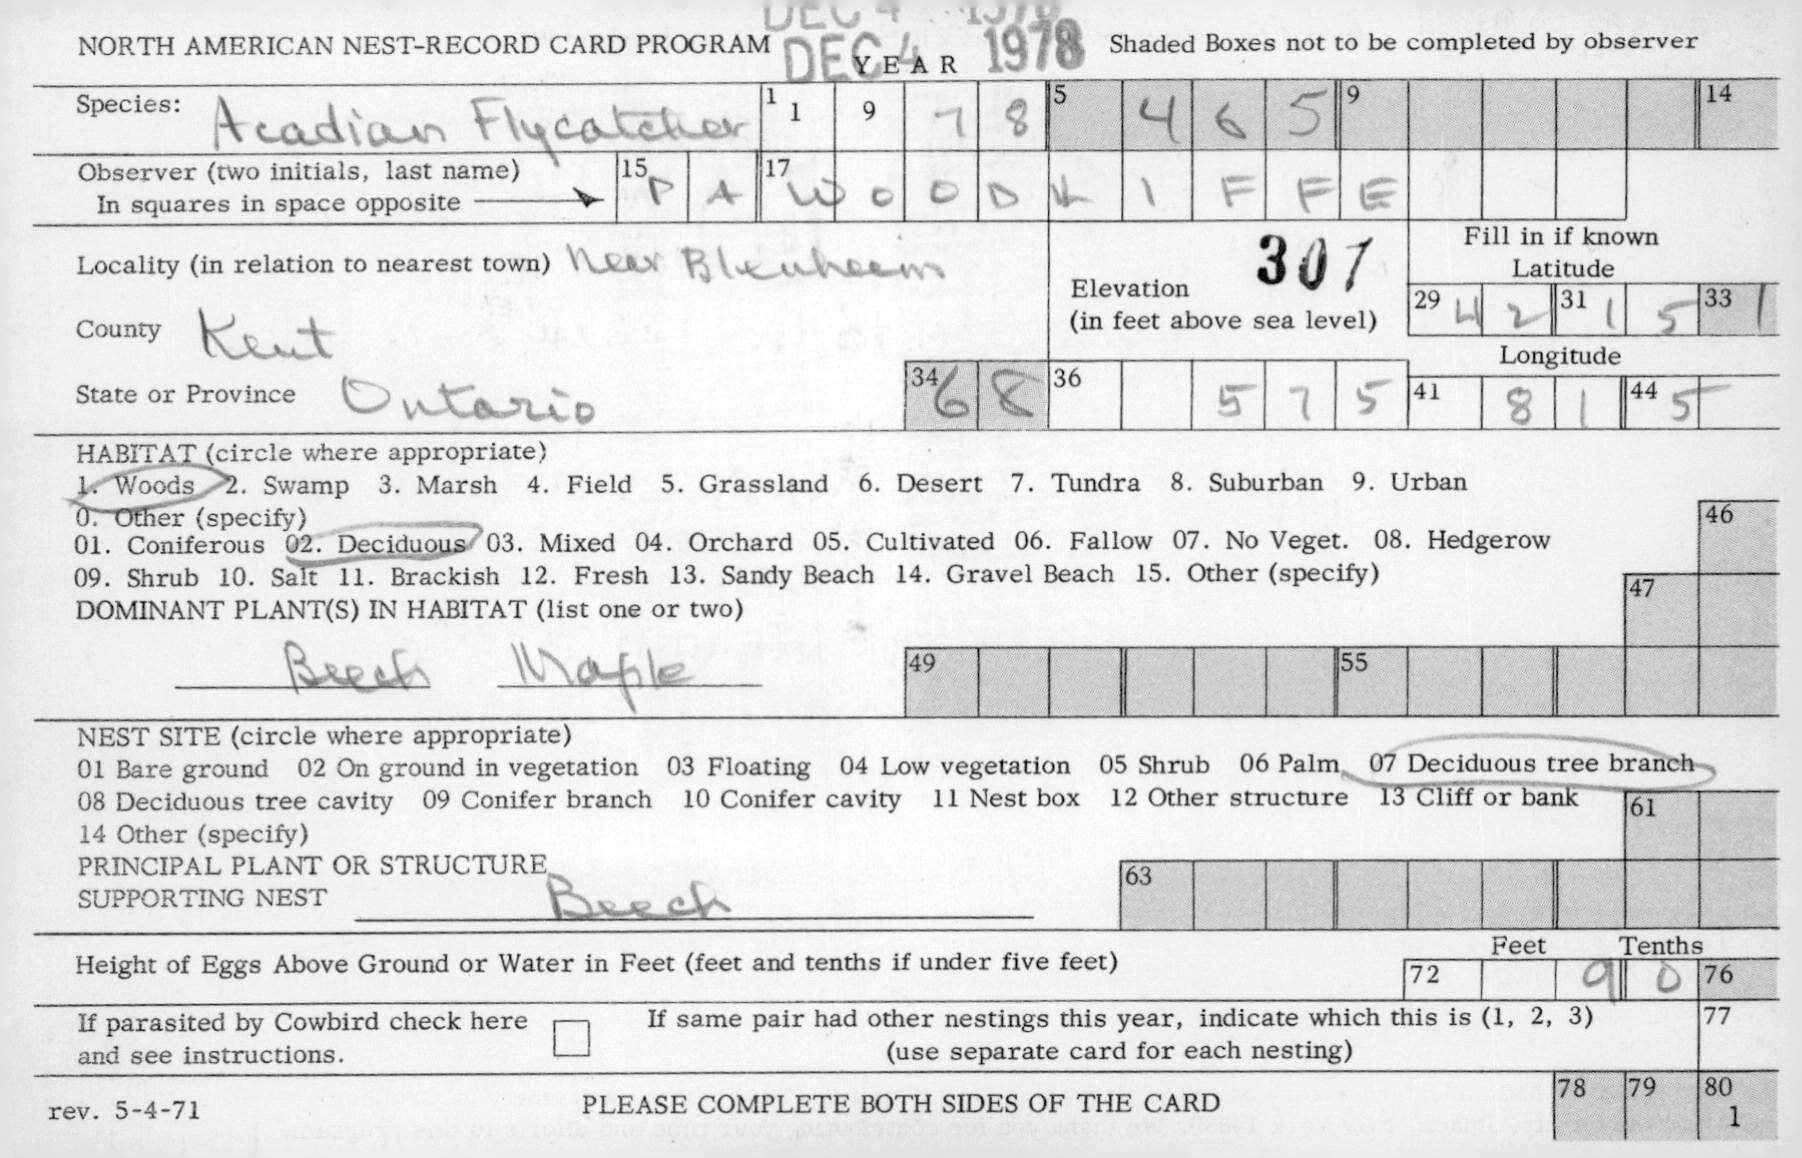 DEC 4 1978
NORTH AMERICAN NEST-RECORD CARD PROGRAM DEC 4 1978 YEAR Shaded Boxes not to be completed by observer
Species: Acadian Flycatcher 1 1 9 7 8 5 4 6 5 9 14
Observer (two initials, last name) 15 P A 17 W O O D L I F F E
In squares in space opposite
Locality (in relation to nearest town) Near Blenheim 307 Fill in if known
Latitude
Elevation
(in feet above sea level) 29 4 2 31 1 5 33 1
County Kent
Longitude
State or Province Ontario 34 6 8 36 5 7 5 41 8 1 44 5
HABITAT (circle where appropriate)
1. Woods 2. Swamp 3. Marsh 4. Field 5. Grassland 6. Desert 7. Tundra 8. Suburban 9. Urban
0. Other (specify) 46
01. Coniferous 02. Deciduous 03. Mixed 04. Orchard 05. Cultivated 06. Fallow 07. No Veget. 08. Hedgerow
09. Shrub 10. Salt 11. Brackish 12. Fresh 13. Sandy Beach 14. Gravel Beach 15. Other (specify) 47
DOMINANT PLANT(S) IN HABITAT (list one or two)
Beech Maple 49 55
NEST SITE (circle where appropriate)
01 Bare ground 02 On ground in vegetation 03 Floating 04 Low vegetation 05 Shrub 06 Palm 07 Deciduous tree branch
08 Deciduous tree cavity 09 Conifer branch 10 Conifer cavity 11 Nest box 12 Other structure 13 Cliff or bank 61
14 Other (specify)
PRINCIPAL PLANT OR STRUCTURE 63
SUPPORTING NEST Beech
Feet Tenths
Height of Eggs Above Ground or Water in Feet (feet and tenths if under five feet) 72 9 0 76
If parasited by Cowbird check here If same pair had other nestings this year, indicate which this is (1, 2, 3) 77
and see instructions. (use separate card for each nesting)
78 79 80
rev. 5-4-71 PLEASE COMPLETE BOTH SIDES OF THE CARD 1